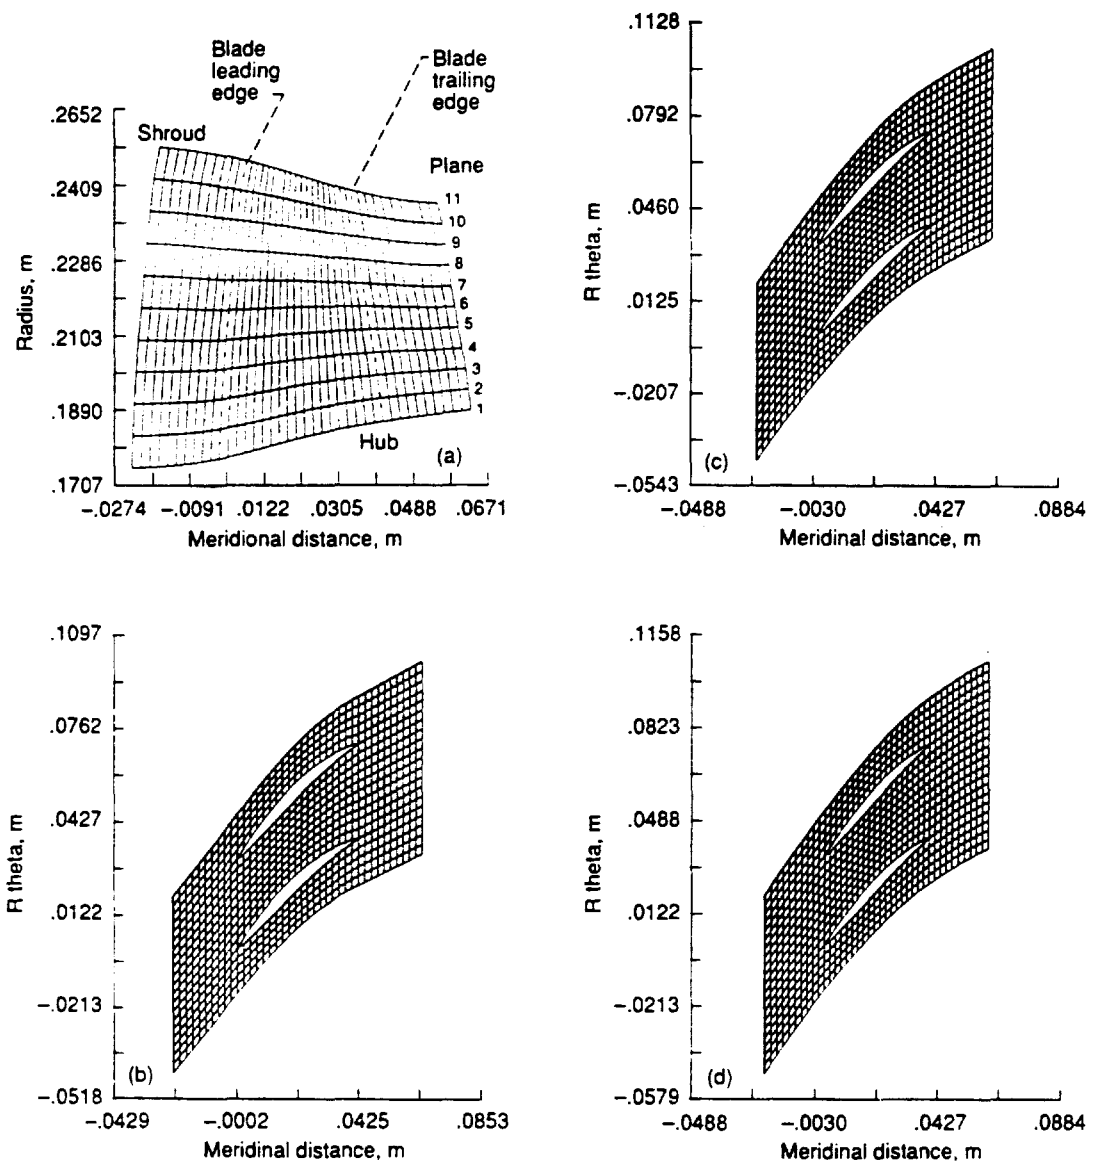 Blade
leading
edge
Blade
trailing
edge
.2652
Shroud
Plane
.2409
11
10
9
.2286
8
7
6
5
.2103
4
3
2
.1890
1
Hub
(a)
.1707
-.0274 -.0091 .0122 .0305 .0488 .0671
Radius, m
Meridional distance, m
.1128
.0792
.0460
.0125
-.0207
(c)
-.0543
-.0488 -.0030 .0427 .0884
R theta, m
Meridinal distance, m
.1097
.0762
.0427
.0122
-.0213
(b)
-.0518
-.0429 -.0002 .0425 .0853
R theta, m
Meridinal distance, m
.1158
.0823
.0488
.0122
-.0213
(d)
-.0579
-.0488 -.0030 .0427 .0884
R theta, m
Meridinal distance, m